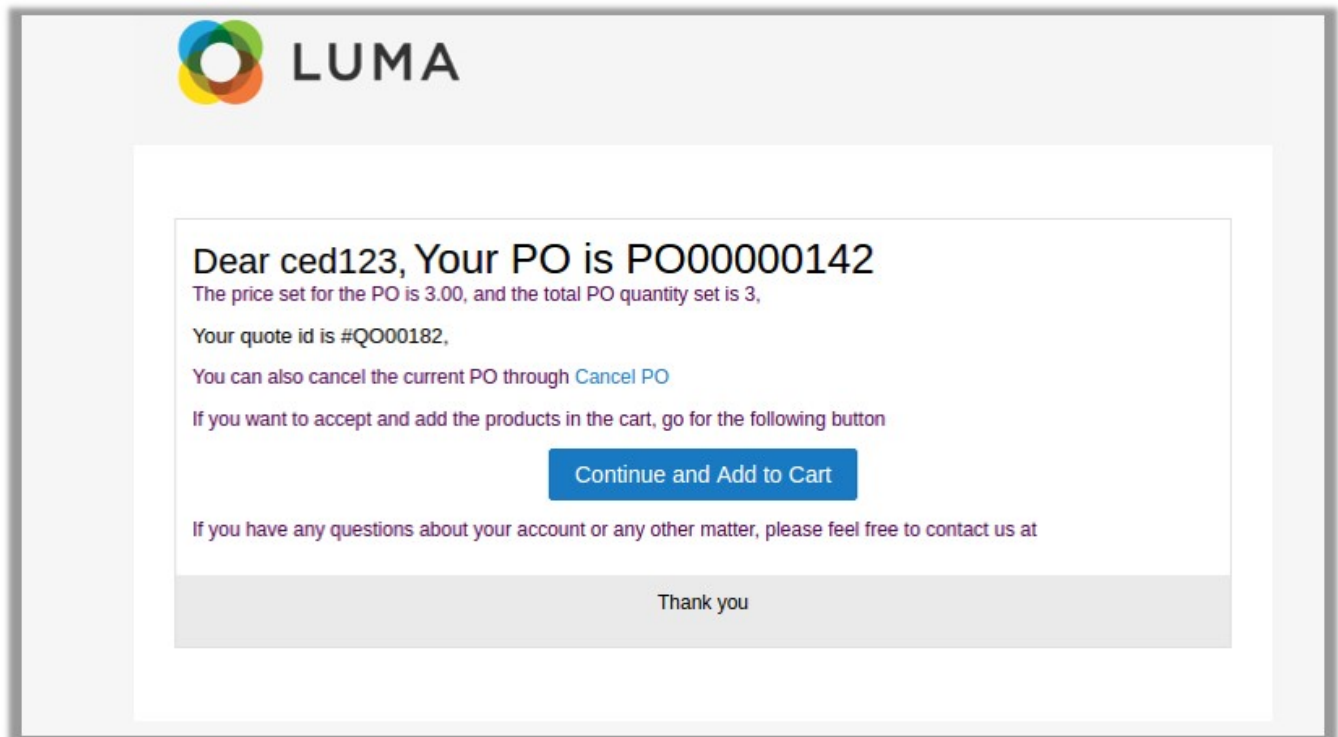 LUMA
Dear ced123, Your PO is PO00000142
The price set for the PO is 3.00, and the total PO quantity set is 3,
Your quote id is #QO00182,
You can also cancel the current PO through Cancel PO
If you want to accept and add the products in the cart, go for the following button
Continue and Add to Cart
If you have any questions about your account or any other matter, please feel free to contact us at
Thank you